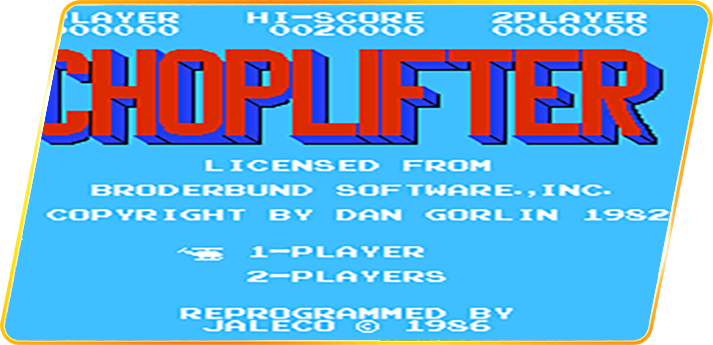 PLAYER HI-SCORE 2PLAYER
000000 0020000 0000000
CHOPLIFTER
LICENSED FROM
BRODERBUND SOFTWARE.,INC.
COPYRIGHT BY DAN GORLIN 1982
1-PLAYER
2-PLAYERS
REPROGRAMMED BY
JALECO © 1986